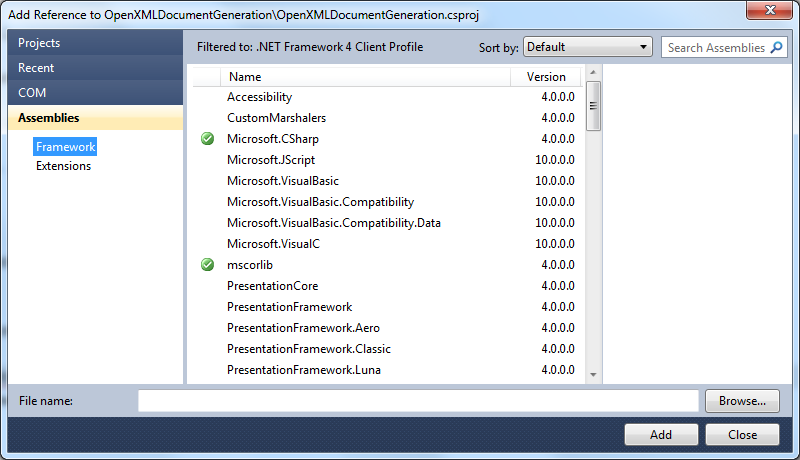 Add Reference to OpenXMLDocumentGeneration\OpenXMLDocumentGeneration.csproj
Projects
Recent
COM
Assemblies
Framework
Extensions
Filtered to: .NET Framework 4 Client Profile
Sort by: Default
Search Assemblies
Name Version
Accessibility 4.0.0.0
CustomMarshalers 4.0.0.0
Microsoft.CSharp 4.0.0.0
Microsoft.JScript 10.0.0.0
Microsoft.VisualBasic 10.0.0.0
Microsoft.VisualBasic.Compatibility 10.0.0.0
Microsoft.VisualBasic.Compatibility.Data 10.0.0.0
Microsoft.VisualC 10.0.0.0
mscorlib 4.0.0.0
PresentationCore 4.0.0.0
PresentationFramework 4.0.0.0
PresentationFramework.Aero 4.0.0.0
PresentationFramework.Classic 4.0.0.0
PresentationFramework.Luna 4.0.0.0
File name:
Browse...
Add
Close